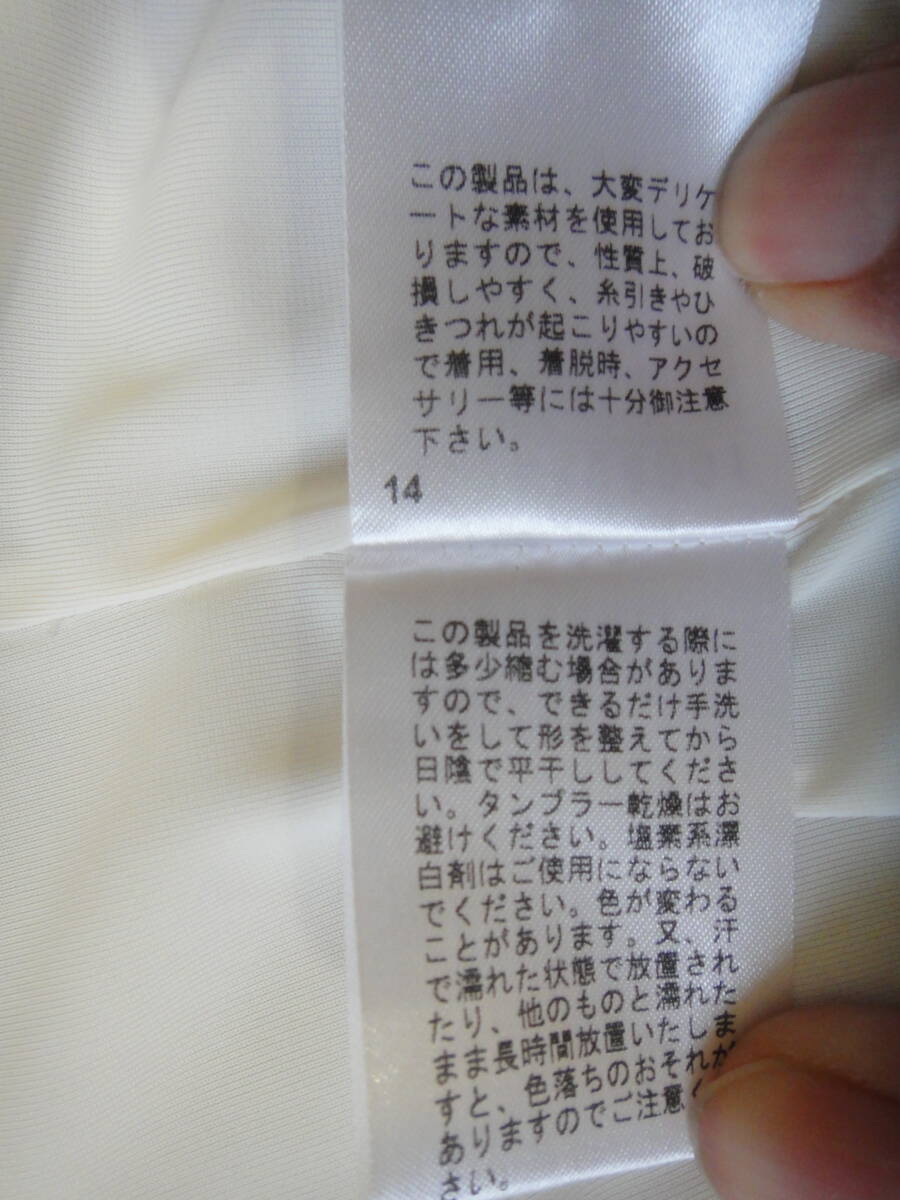 この製品は、大変デリケ
ートな素材を使用してお
りますので、性質上、破
損しやすく、糸引きやひ
きつれが起こりやすいの
で着用、着脱時、アクセ
サリー等には十分御注意
下さい。
14
この製品を洗濯する際に
は多少縮む場合がありま
すので、できるだけ手洗
いをして形を整えてから
日陰で平干ししてくださ
い。タンブラー乾燥はお
避けください。塩素系漂
白剤はご使用にならない
でください。色が変わる
ことがあります。又、汗
で濡れた状態で放置され
たり、他のものと濡れた
まま長時間放置いたしま
すと、色落ちのおそれが
ありますのでご注意く
さい。